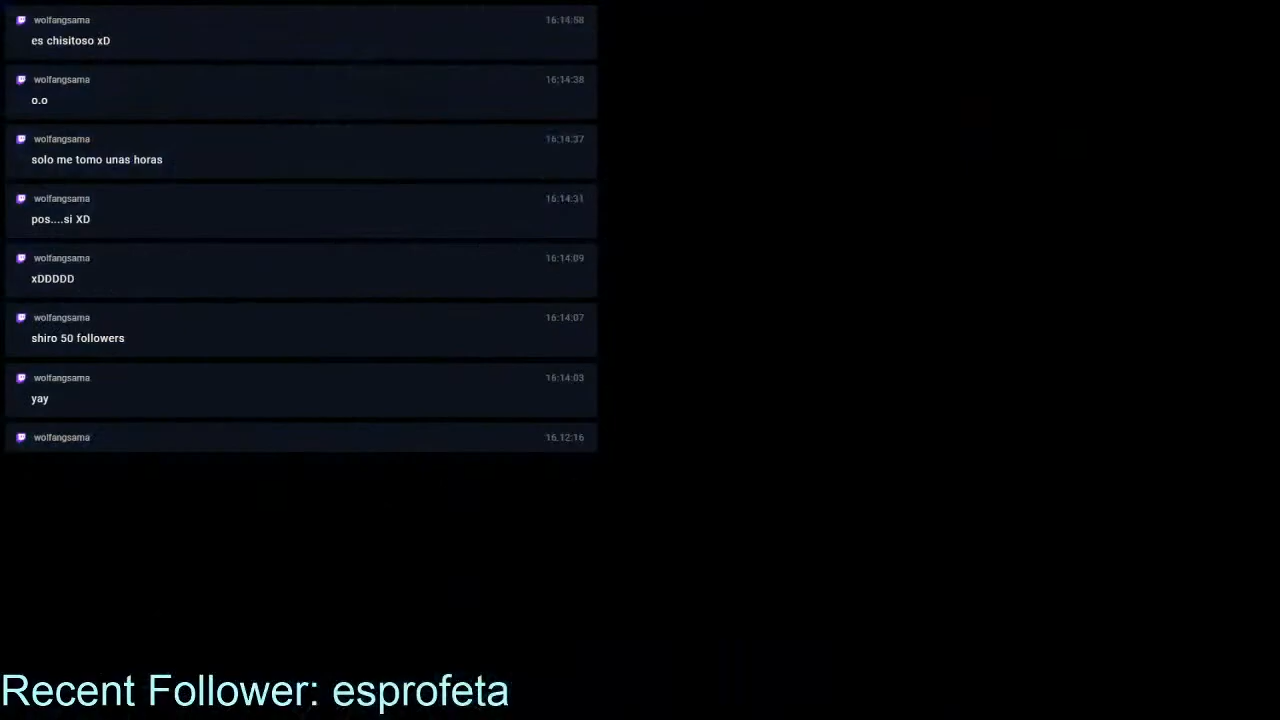 wolfangsama 16:14:58
es chisitoso xD
wolfangsama 16:14:38
o.o
wolfangsama 16:14:37
solo me tomo unas horas
wolfangsama 16:14:31
pos....si XD
wolfangsama 16:14:09
xDDDDD
wolfangsama 16:14:07
shiro 50 followers
wolfangsama 16:14:03
yay
wolfangsama 16:12:16
Recent Follower: esprofeta